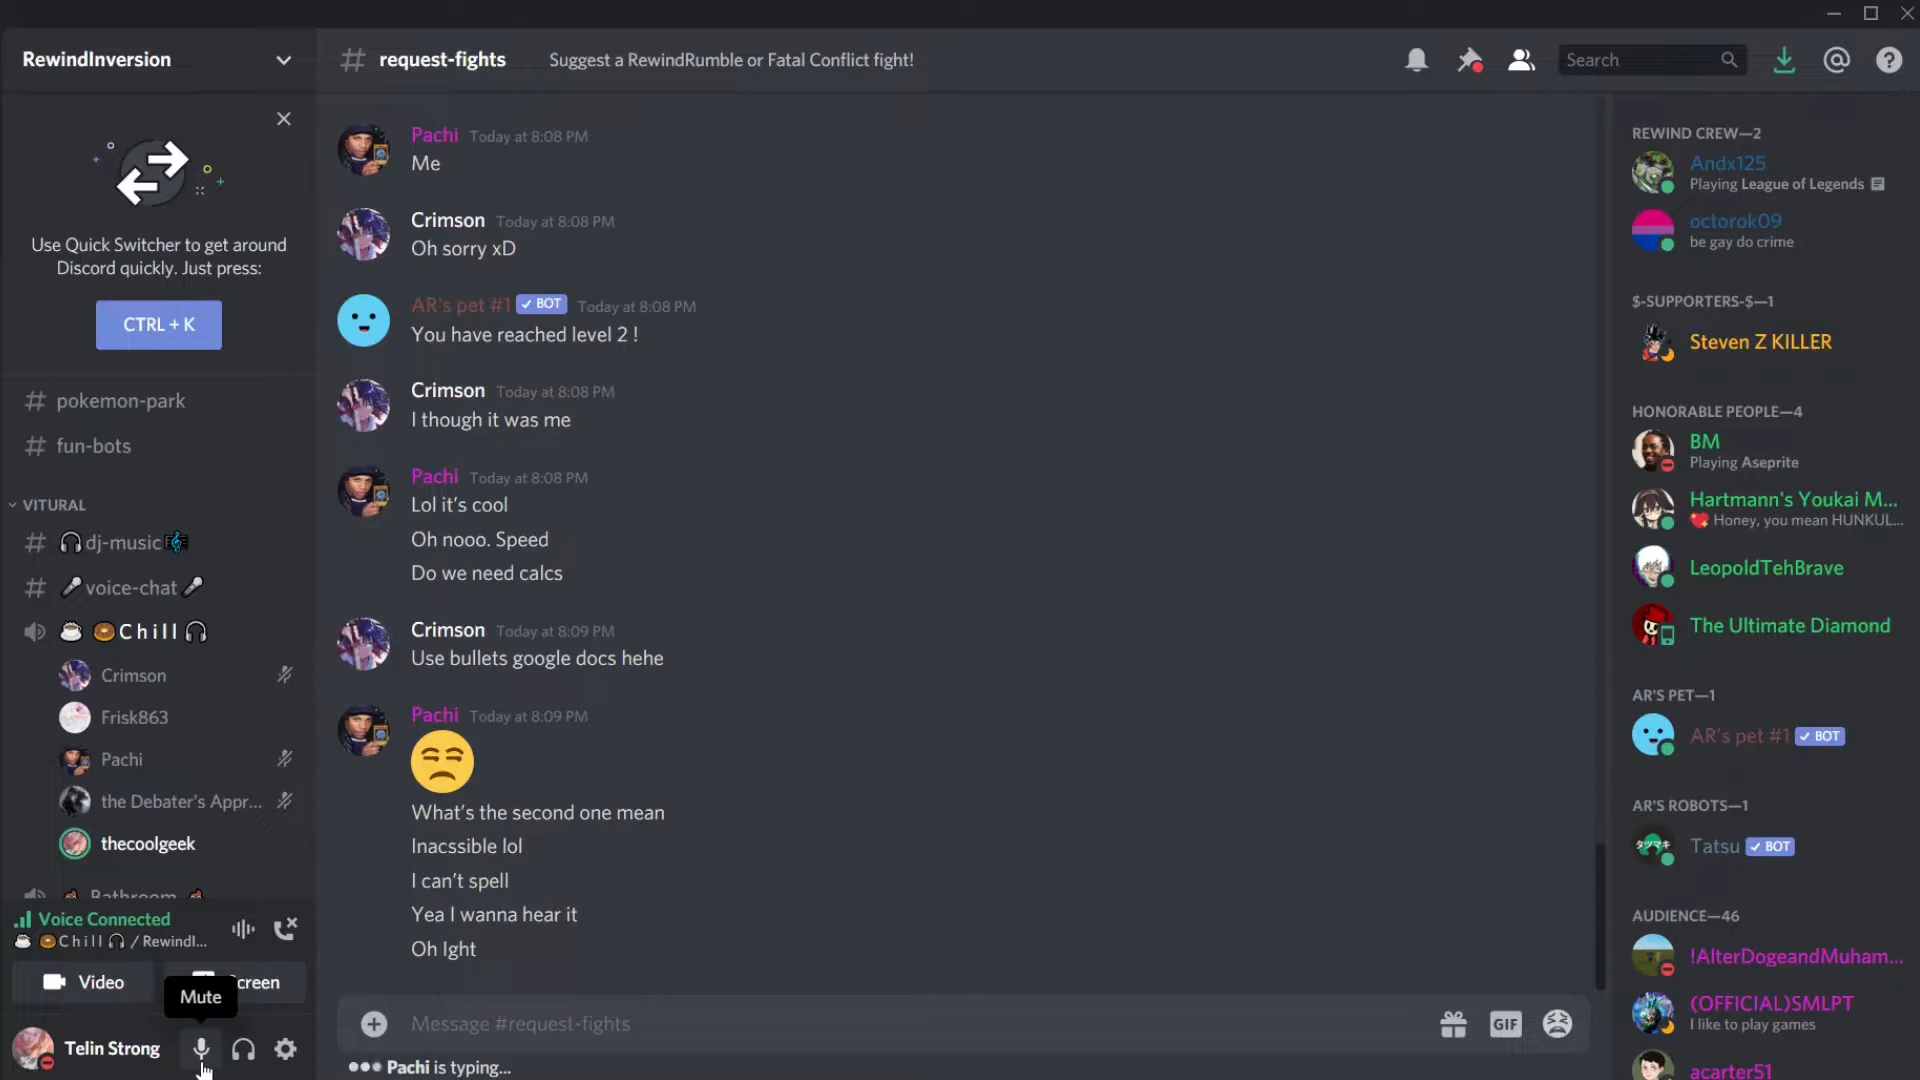 RewindInversion
request-fights
Suggest a RewindRumble or Fatal Conflict fight!
Search
Use Quick Switcher to get around
Discord quickly. Just press:
CTRL + K
pokemon-park
fun-bots
VITURAL
dj-music
voice-chat
Chill
Crimson
Frisk863
Pachi
the Debater's Appr...
thecoolgeek
Bathroom
Voice Connected
Chill / RewindI...
Video
creen
Mute
Telin Strong
Pachi Today at 8:08 PM
Me
Crimson Today at 8:08 PM
Oh sorry xD
AR's pet #1 BOT Today at 8:08 PM
You have reached level 2 !
Crimson Today at 8:08 PM
I though it was me
Pachi Today at 8:08 PM
Lol it's cool
Oh nooo. Speed
Do we need calcs
Crimson Today at 8:09 PM
Use bullets google docs hehe
Pachi Today at 8:09 PM
What's the second one mean
Inacssible lol
I can't spell
Yea I wanna hear it
Oh Ight
Message #request-fights
GIF
Pachi is typing...
REWIND CREW—2
Andx125
Playing League of Legends
octorok09
be gay do crime
$-SUPPORTERS-$—1
Steven Z KILLER
HONORABLE PEOPLE—4
BM
Playing Aseprite
Hartmann's Youkai M...
Honey, you mean HUNKUL...
LeopoldTehBrave
The Ultimate Diamond
AR'S PET—1
AR's pet #1 BOT
AR'S ROBOTS—1
タツマキ
Tatsu BOT
AUDIENCE—46
!AlterDogeandMuham...
(OFFICIAL)SMLPT
I like to play games
acarter51